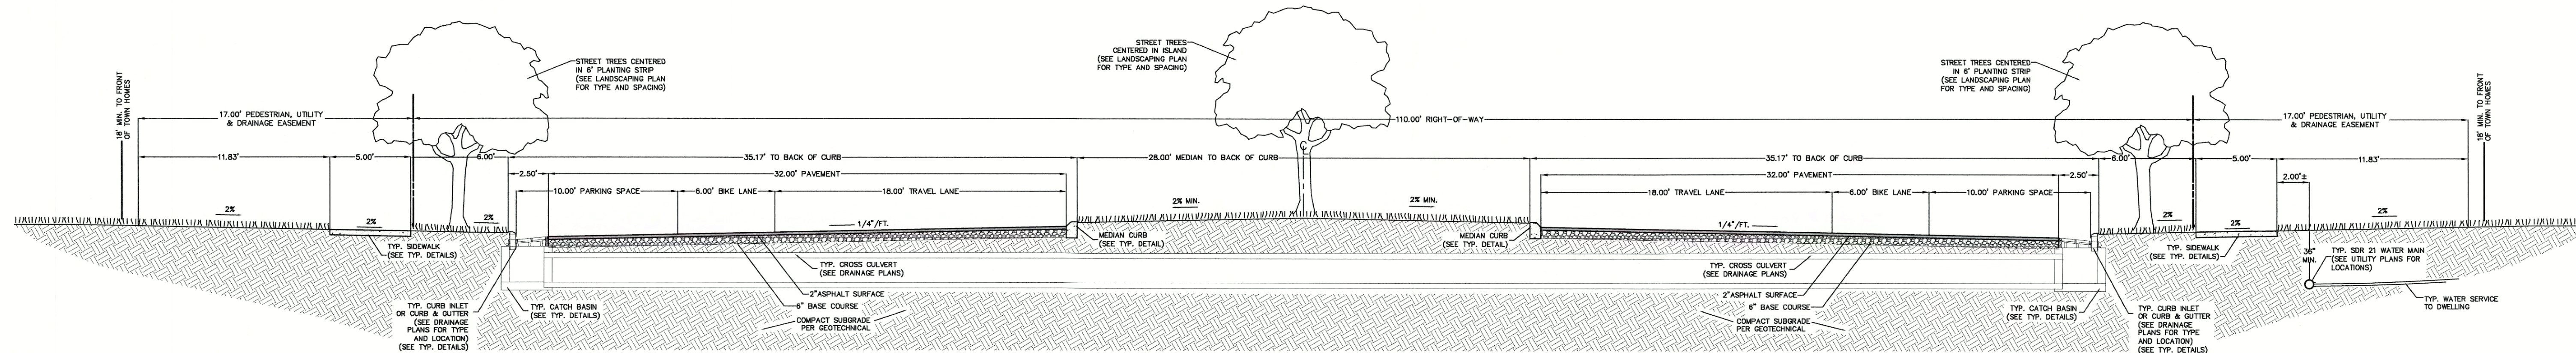 STREET TREES CENTERED
IN 6' PLANTING STRIP
(SEE LANDSCAPING PLAN
FOR TYPE AND SPACING)
STREET TREES
CENTERED IN ISLAND
(SEE LANDSCAPING PLAN
FOR TYPE AND SPACING)
STREET TREES CENTERED
IN 6' PLANTING STRIP
(SEE LANDSCAPING PLAN
FOR TYPE AND SPACING)
18' MIN. TO FRONT
OF TOWN HOMES
17.00' PEDESTRIAN, UTILITY
& DRAINAGE EASEMENT
110.00' RIGHT-OF-WAY
17.00' PEDESTRIAN, UTILITY
& DRAINAGE EASEMENT
18' MIN. TO FRONT
OF TOWN HOMES
11.83'
5.00'
6.00'
35.17' TO BACK OF CURB
28.00' MEDIAN TO BACK OF CURB
35.17' TO BACK OF CURB
6.00'
5.00'
11.83'
℄
2.50'
32.00' PAVEMENT
32.00' PAVEMENT
2.50'
2.00'±
10.00' PARKING SPACE
6.00' BIKE LANE
18.00' TRAVEL LANE
18.00' TRAVEL LANE
6.00' BIKE LANE
10.00' PARKING SPACE
2%
2%
2%
1/4"/FT.
2% MIN.
2% MIN.
1/4"/FT.
2%
2%
2%
TYP. SIDEWALK
(SEE TYP. DETAILS)
MEDIAN CURB
(SEE TYP. DETAIL)
MEDIAN CURB
(SEE TYP. DETAIL)
TYP. SIDEWALK
(SEE TYP. DETAILS)
36"
MIN.
TYP. SDR 21 WATER MAIN
(SEE UTILITY PLANS FOR
LOCATIONS)
TYP. CROSS CULVERT
(SEE DRAINAGE PLANS)
TYP. CROSS CULVERT
(SEE DRAINAGE PLANS)
2"ASPHALT SURFACE
6" BASE COURSE
COMPACT SUBGRADE
PER GEOTECHNICAL
2"ASPHALT SURFACE
6" BASE COURSE
COMPACT SUBGRADE
PER GEOTECHNICAL
TYP. CURB INLET
OR CURB & GUTTER
(SEE DRAINAGE
PLANS FOR TYPE
AND LOCATION)
(SEE TYP. DETAILS)
TYP. CATCH BASIN
(SEE TYP. DETAILS)
TYP. CATCH BASIN
(SEE TYP. DETAILS)
TYP. CURB INLET
OR CURB & GUTTER
(SEE DRAINAGE
PLANS FOR TYPE
AND LOCATION)
(SEE TYP. DETAILS)
TYP. WATER SERVICE
TO DWELLING